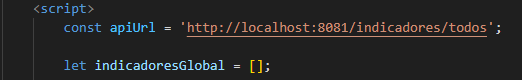 <script>
const apiUrl = 'http://localhost:8081/indicadores/todos';
let indicadoresGlobal = [];